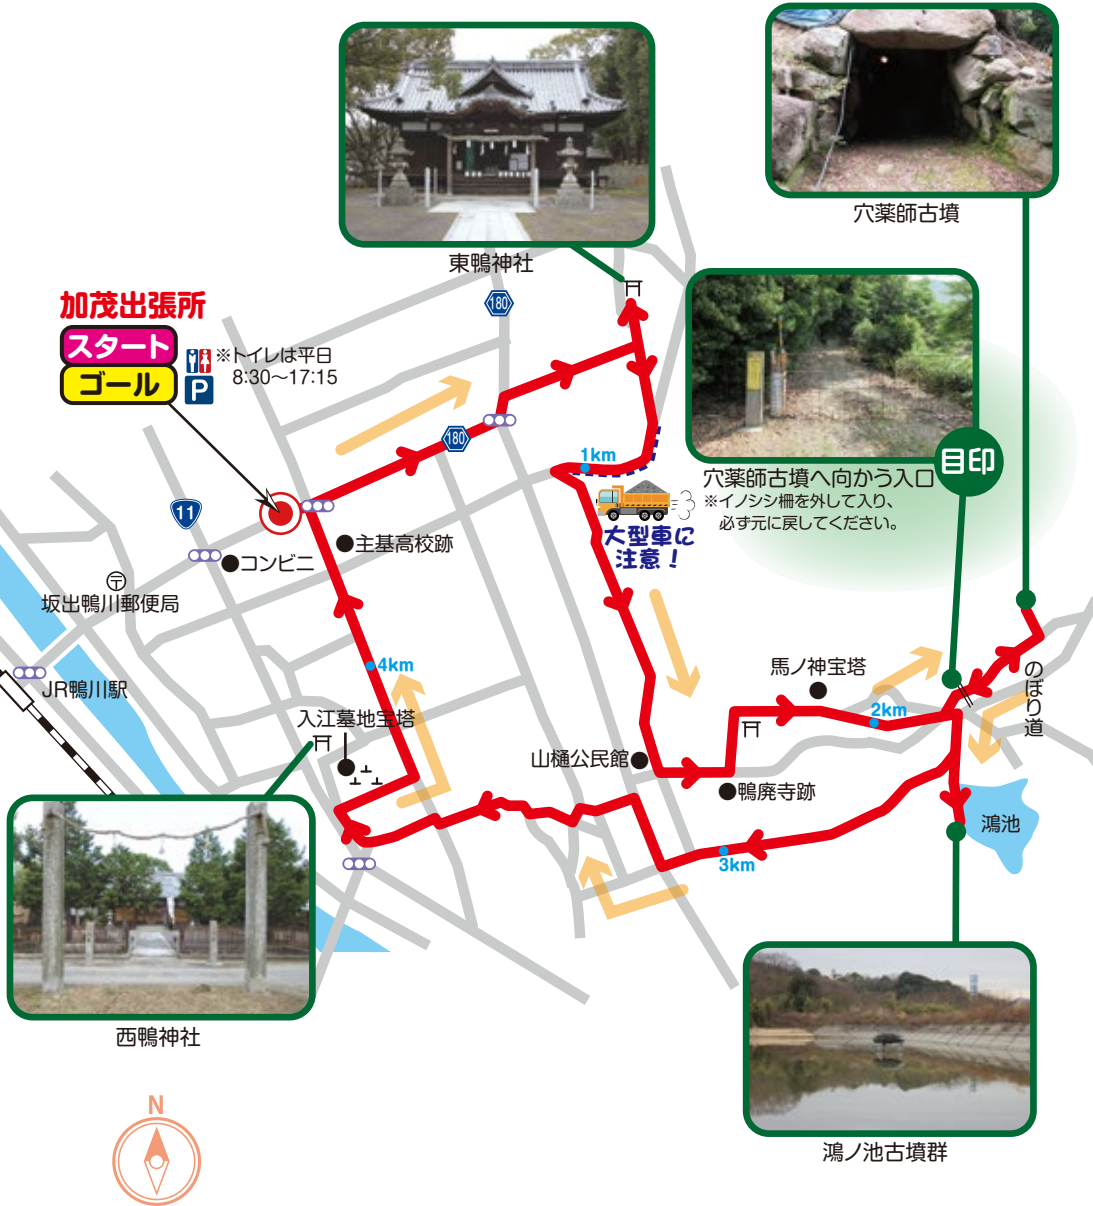 穴薬師古墳
東鴨神社
加茂出張所
スタート
ゴール
※トイレは平日
8:30～17:15
P
180
180
11
1km
穴薬師古墳へ向かう入口
※イノシシ柵を外して入り、
必ず元に戻してください。
目印
大型車に
注意！
主基高校跡
コンビニ
〒
坂出鴨川郵便局
JR鴨川駅
4km
入江墓地宝塔
馬ノ神宝塔
2km
のぼり道
山樋公民館
鴨廃寺跡
鴻池
3km
西鴨神社
鴻ノ池古墳群
N